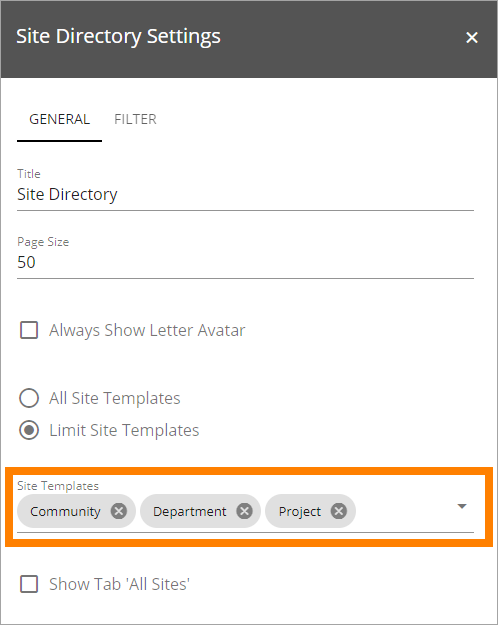 Site Directory Settings
GENERAL FILTER
Title
Site Directory
Page Size
50
Always Show Letter Avatar
All Site Templates
Limit Site Templates
Site Templates
Community Department Project
Show Tab 'All Sites'